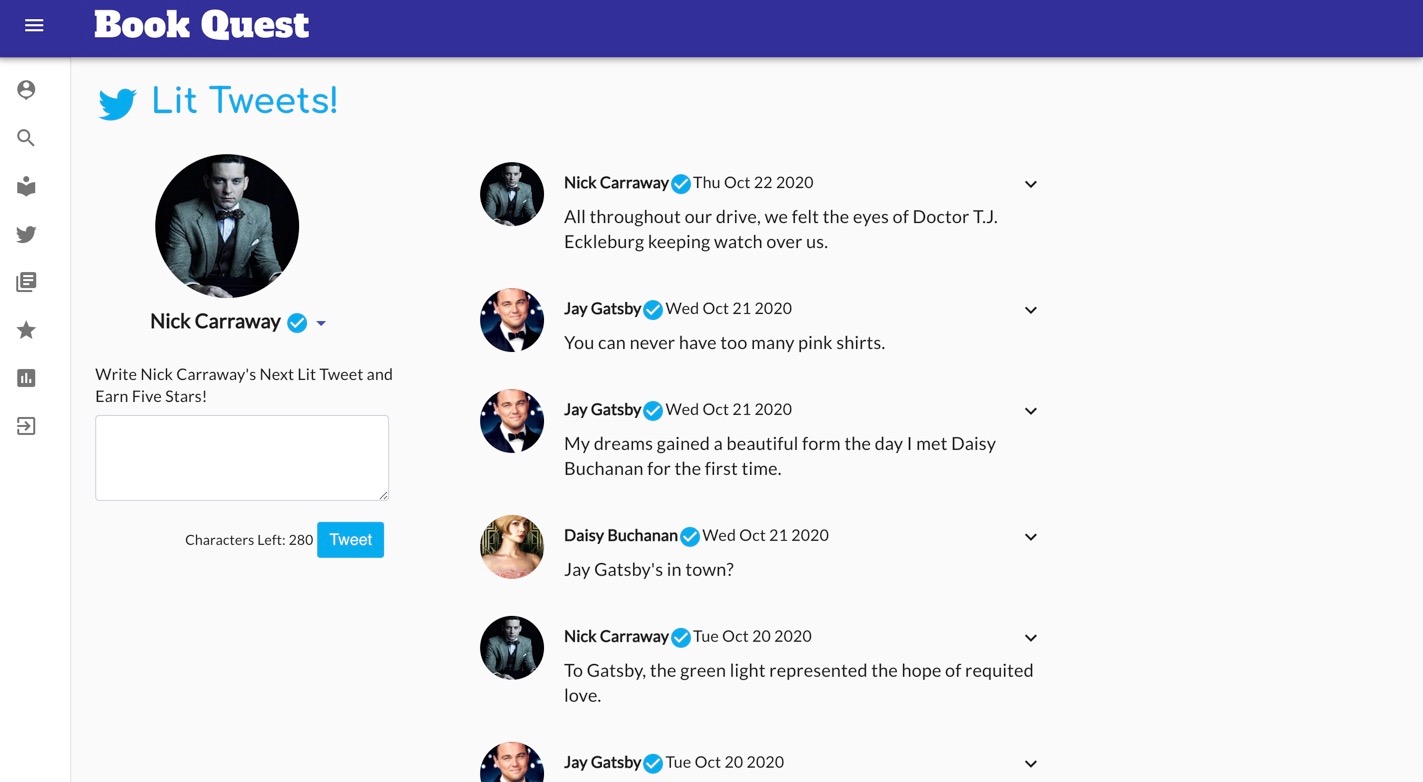 Book Quest
Lit Tweets!
Nick Carraway
Write Nick Carraway's Next Lit Tweet and
Earn Five Stars!
Characters Left: 280 Tweet
Nick Carraway Thu Oct 22 2020
All throughout our drive, we felt the eyes of Doctor T.J.
Eckleburg keeping watch over us.
Jay Gatsby Wed Oct 21 2020
You can never have too many pink shirts.
Jay Gatsby Wed Oct 21 2020
My dreams gained a beautiful form the day I met Daisy
Buchanan for the first time.
Daisy Buchanan Wed Oct 21 2020
Jay Gatsby's in town?
Nick Carraway Tue Oct 20 2020
To Gatsby, the green light represented the hope of requited
love.
Jay Gatsby Tue Oct 20 2020